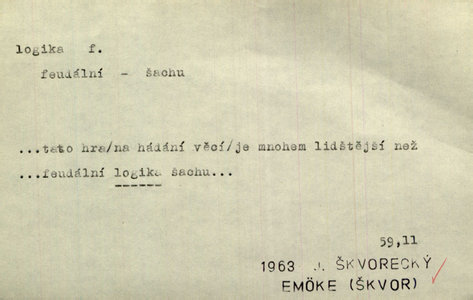 logika f.
feudální - šachu
...tato hra/na hádání věcí/je mnohem lidštější než
...feudální logika šachu...
59,11
1963 J. ŠKVORECKÝ
EMÖKE (ŠKVOR)